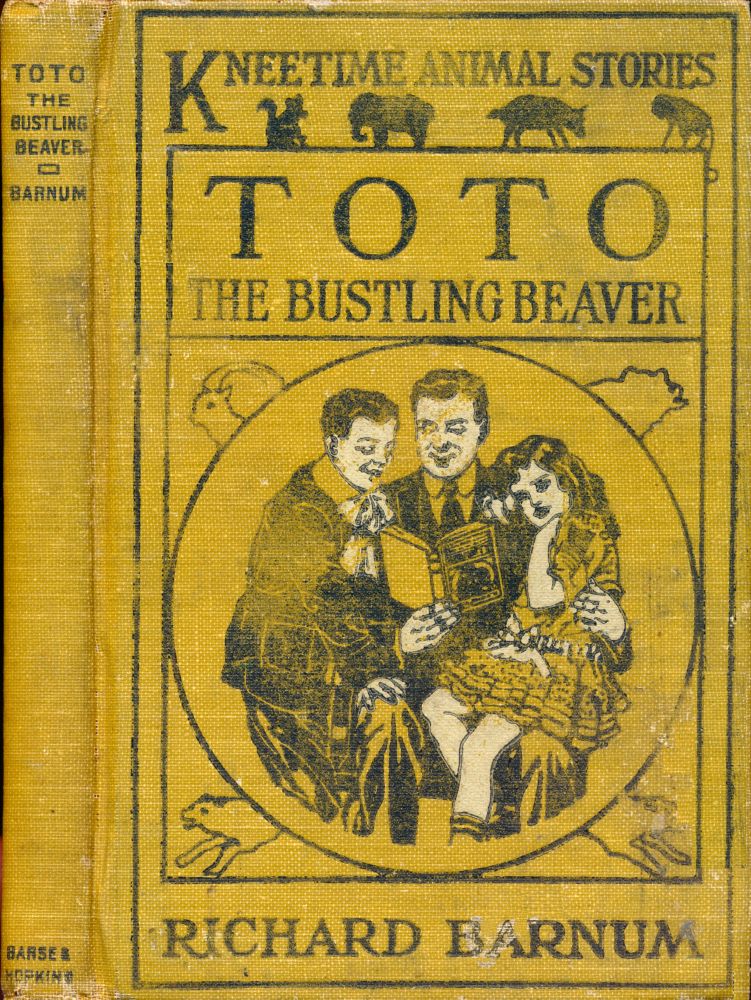 TOTO
THE
BUSTLING
BEAVER
BARNUM
BARSE &
HOPKINS
KNEETIME ANIMAL STORIES
TOTO
THE BUSTLING BEAVER
RICHARD BARNUM